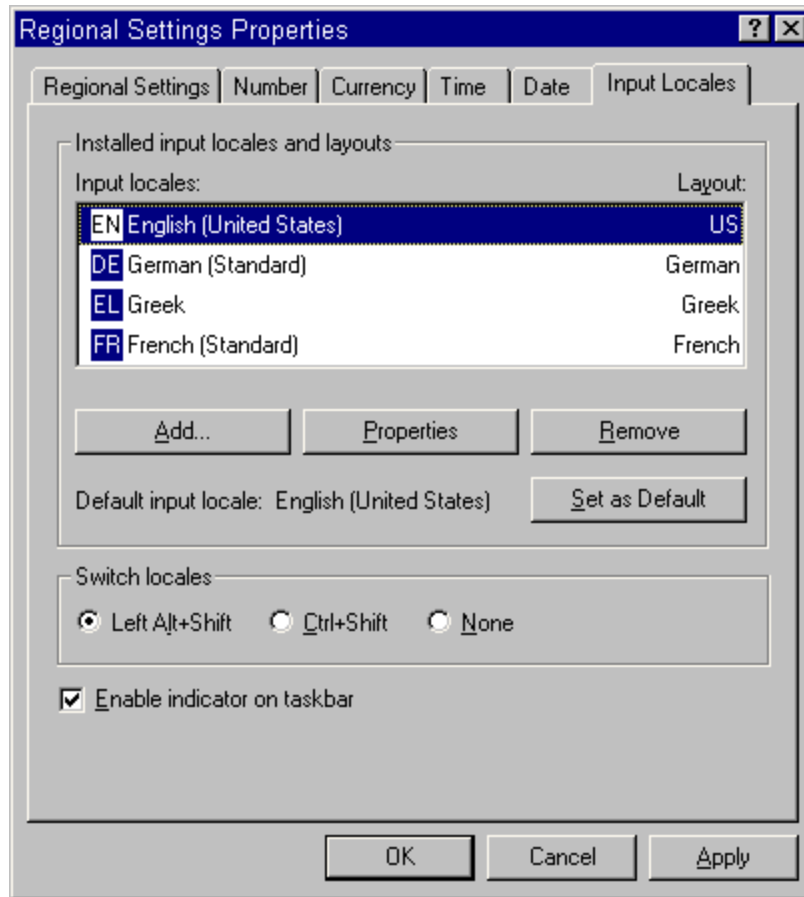 Regional Settings Properties
Regional Settings Number Currency Time Date Input Locales
Installed input locales and layouts
Input locales: Layout:
EN English (United States) US
DE German (Standard) German
EL Greek Greek
FR French (Standard) French
Add... Properties Remove
Default input locale: English (United States) Set as Default
Switch locales
Left Alt+Shift Ctrl+Shift None
Enable indicator on taskbar
OK Cancel Apply